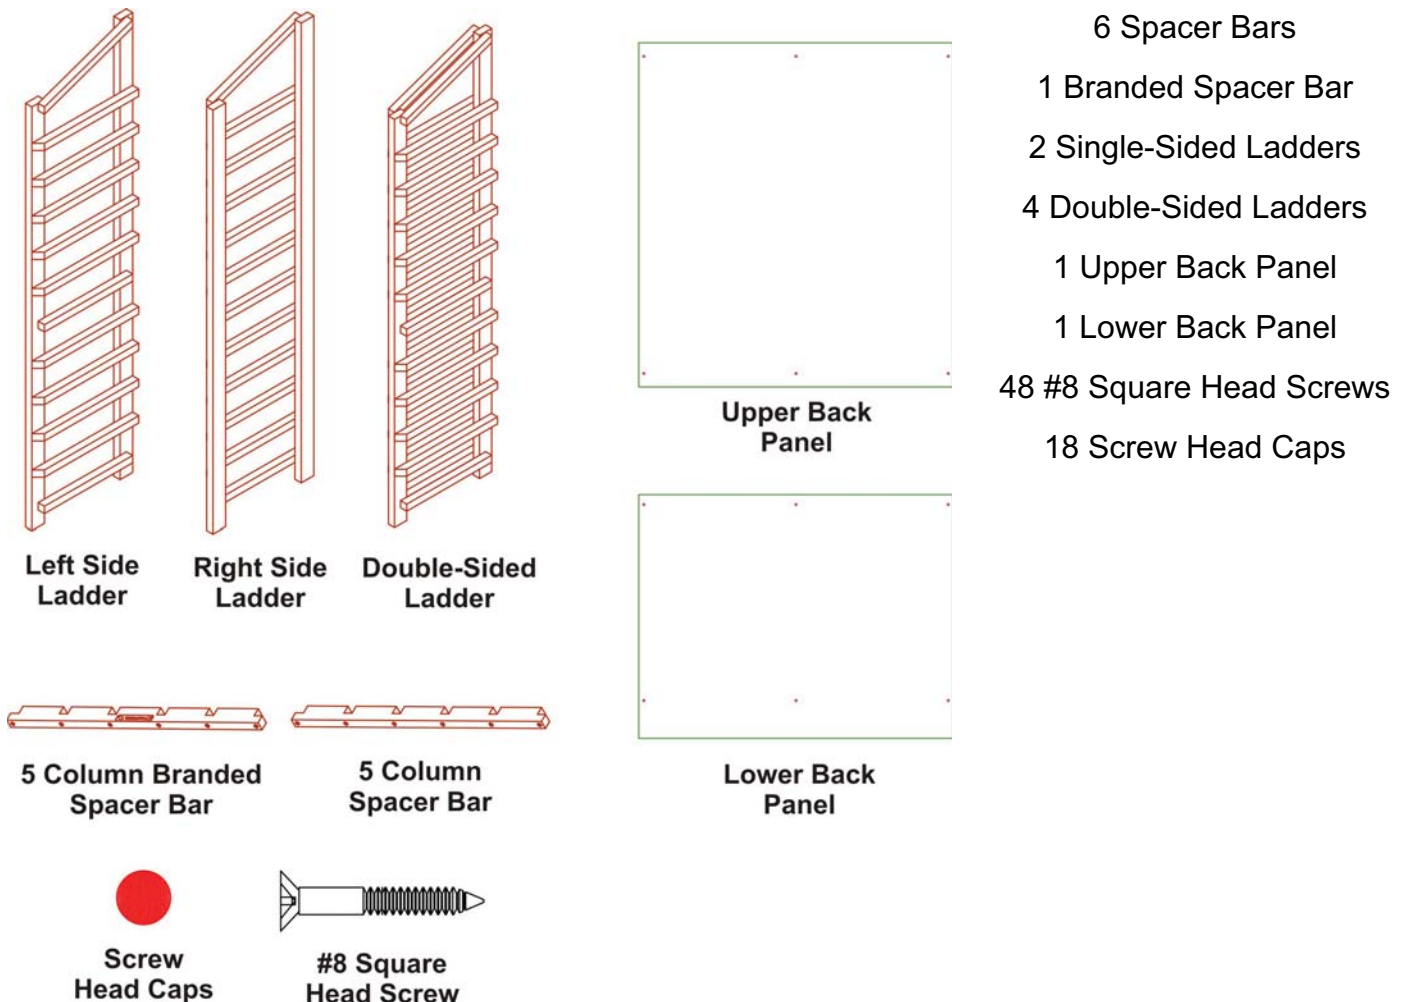 6 Spacer Bars
1 Branded Spacer Bar
2 Single-Sided Ladders
4 Double-Sided Ladders
1 Upper Back Panel
1 Lower Back Panel
48 #8 Square Head Screws
18 Screw Head Caps
Upper Back
Panel
Left Side
Ladder
Right Side
Ladder
Double-Sided
Ladder
5 Column Branded
Spacer Bar
5 Column
Spacer Bar
Lower Back
Panel
Screw
Head Caps
#8 Square
Head Screw